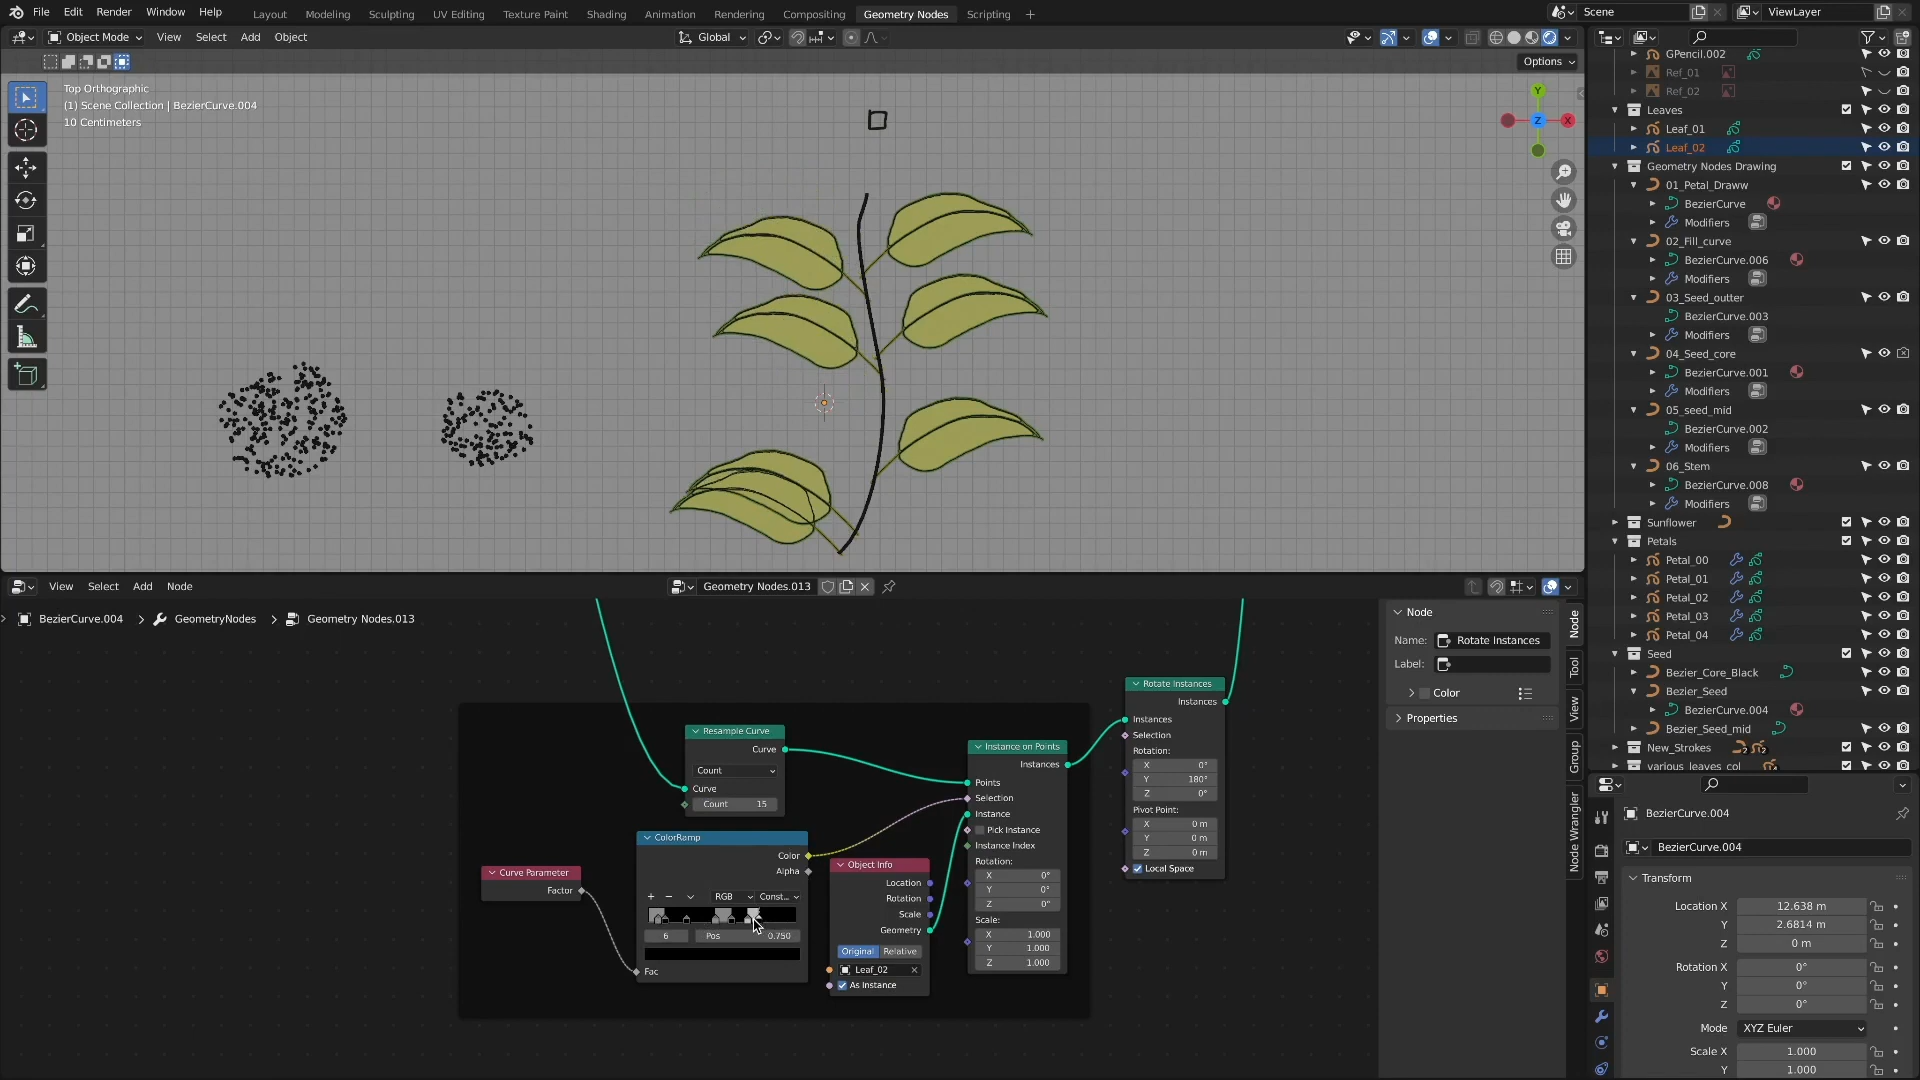 File Edit Render Window Help Layout Modeling Sculpting UV Editing Texture Paint Shading Animation Rendering Compositing Geometry Nodes Scripting + Scene ViewLayer
Object Mode View Select Add Object Global
Options
Top Orthographic
(1) Scene Collection | BezierCurve.004
10 Centimeters
Y
Z
X
GPencil.002
Ref_01
Ref_02
Leaves
Leaf_01
Leaf_02
Geometry Nodes Drawing
01_Petal_Draww
BezierCurve
Modifiers
02_Fill_curve
BezierCurve.006
Modifiers
03_Seed_outter
BezierCurve.003
Modifiers
04_Seed_core
BezierCurve.001
Modifiers
05_seed_mid
BezierCurve.002
Modifiers
06_Stem
BezierCurve.008
Modifiers
Sunflower
Petals
Petal_00
Petal_01
Petal_02
Petal_03
Petal_04
Seed
Bezier_Core_Black
Bezier_Seed
BezierCurve.004
Bezier_Seed_mid
New_Strokes
various_leaves_col
View Select Add Node Geometry Nodes.013
BezierCurve.004 GeometryNodes Geometry Nodes.013
Resample Curve
Curve
Count
Curve
Count 15
Curve Parameter
Factor
ColorRamp
Color
Alpha
+ − RGB Const...
6 Pos 0.750
Fac
Object Info
Location
Rotation
Scale
Geometry
Original Relative
Leaf_02
As Instance
Instance on Points
Instances
Points
Selection
Instance
Pick Instance
Instance Index
Rotation:
X 0°
Y 0°
Z 0°
Scale:
X 1.000
Y 1.000
Z 1.000
Rotate Instances
Instances
Instances
Selection
Rotation:
X 0°
Y 180°
Z 0°
Pivot Point:
X 0 m
Y 0 m
Z 0 m
Local Space
Node
Name: Rotate Instances
Label:
Color
Properties
Node
Tool
View
Group
Node Wrangler
BezierCurve.004
BezierCurve.004
Transform
Location X 12.638 m
Y 2.6814 m
Z 0 m
Rotation X 0°
Y 0°
Z 0°
Mode XYZ Euler
Scale X 1.000
Y 1.000